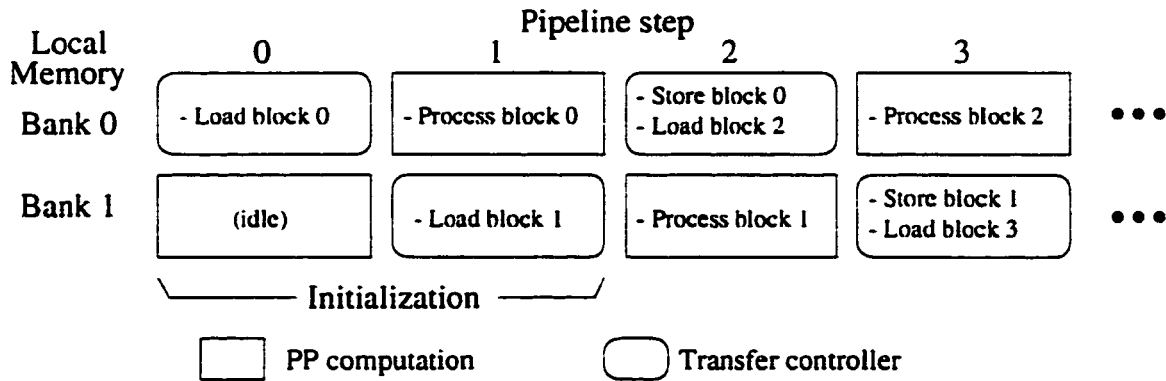 Pipeline step
Local
Memory
0 1 2 3
Bank 0
- Load block 0
- Process block 0
- Store block 0
- Load block 2
- Process block 2
•••
Bank 1
(idle)
- Load block 1
- Process block 1
- Store block 1
- Load block 3
•••
Initialization
PP computation
Transfer controller